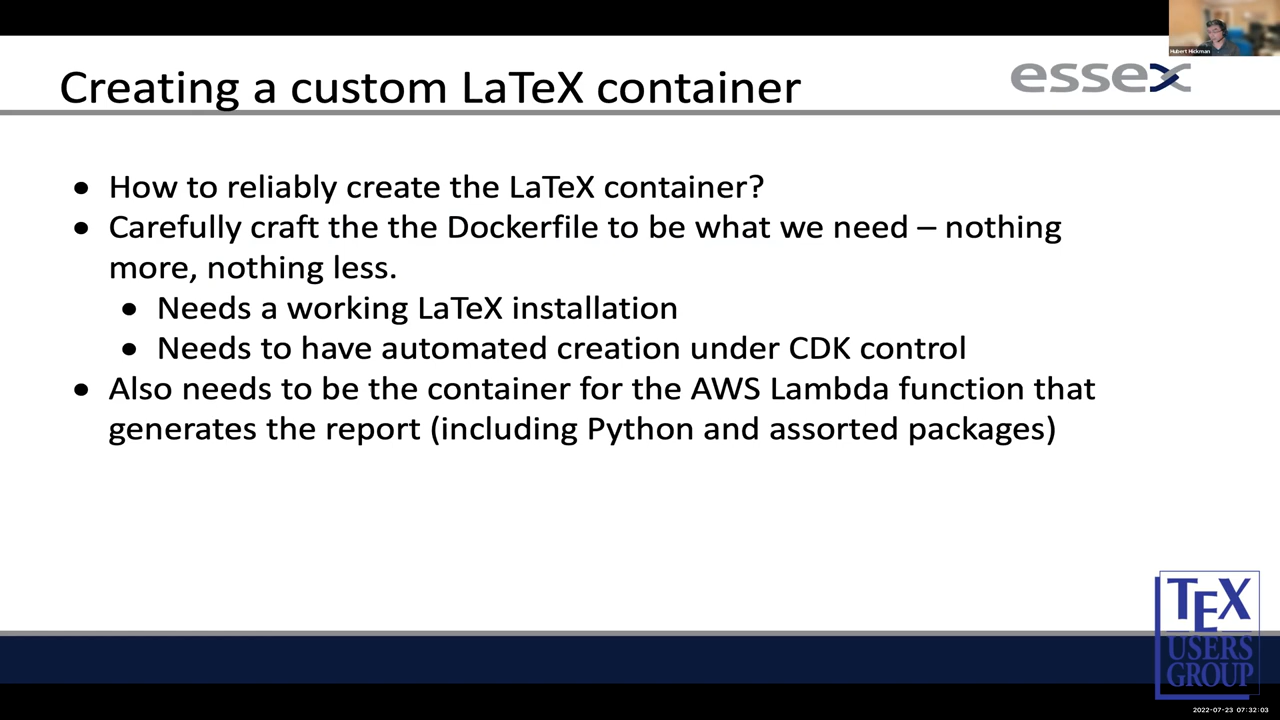 Hubert Hickman
Creating a custom LaTeX container
essex
• How to reliably create the LaTeX container?
• Carefully craft the the Dockerfile to be what we need – nothing
more, nothing less.
• Needs a working LaTeX installation
• Needs to have automated creation under CDK control
• Also needs to be the container for the AWS Lambda function that
generates the report (including Python and assorted packages)
TEX
USERS
GROUP
2022-07-23 07:32:03